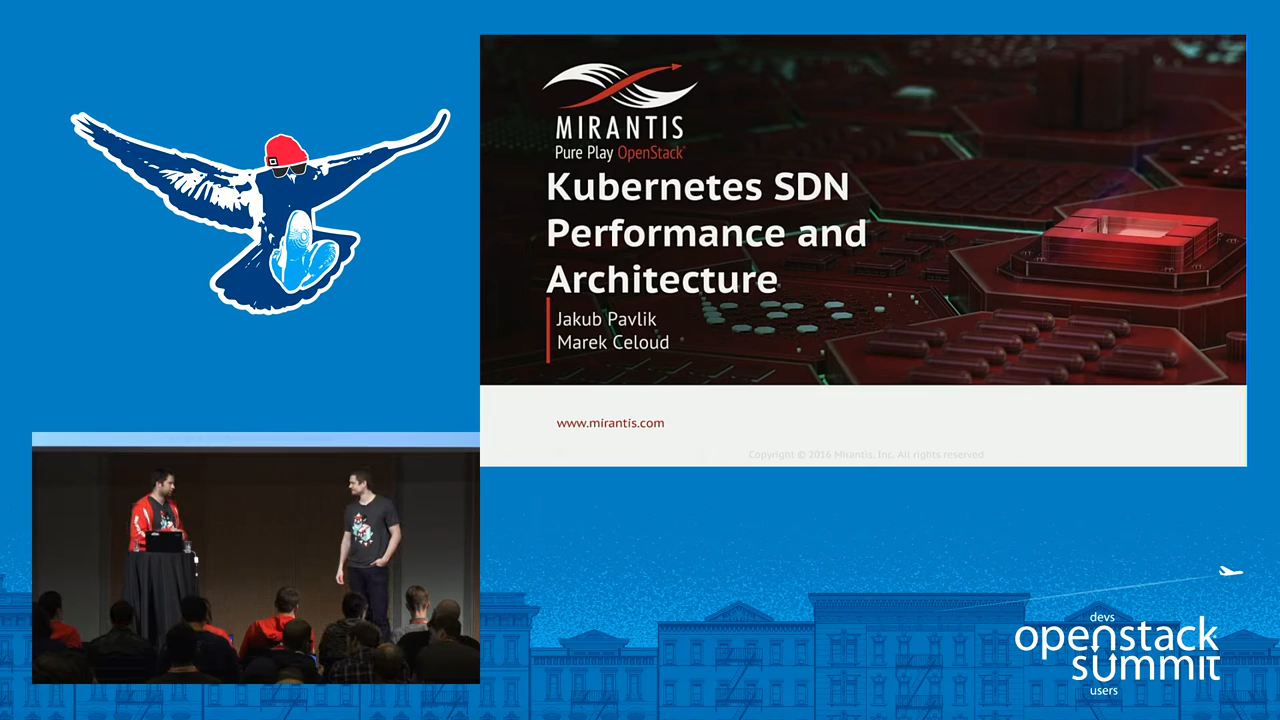 MIRANTIS
Pure Play OpenStack
Kubernetes SDN
Performance and
Architecture
Jakub Pavlik
Marek Celoud
www.mirantis.com
Copyright © 2016 Mirantis, Inc. All rights reserved
devs
openstack
summit
users